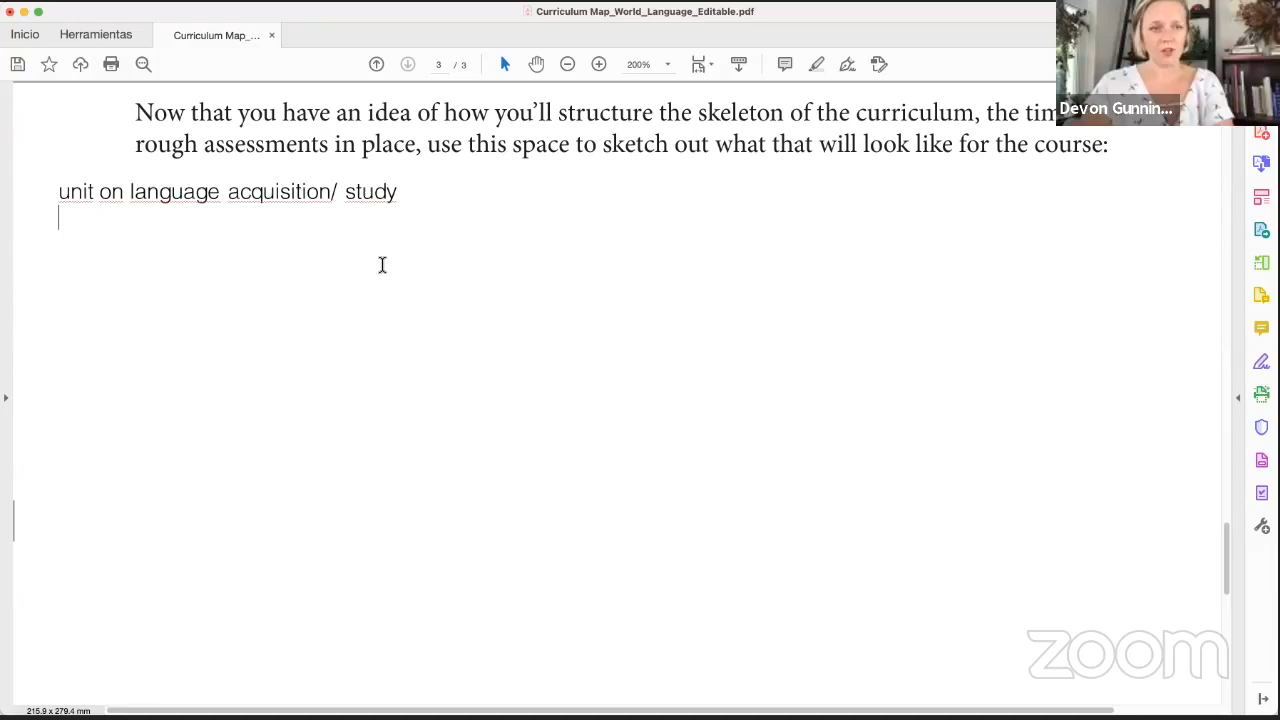 Curriculum Map_World_Language_Editable.pdf
Inicio
Herramientas
Curriculum Map_...
3 / 3
200%
Devon Gunnin...
Now that you have an idea of how you’ll structure the skeleton of the curriculum, the
rough assessments in place, use this space to sketch out what that will look like for the course:
unit on language acquisition/ study
zoom
215.9 x 279.4 mm